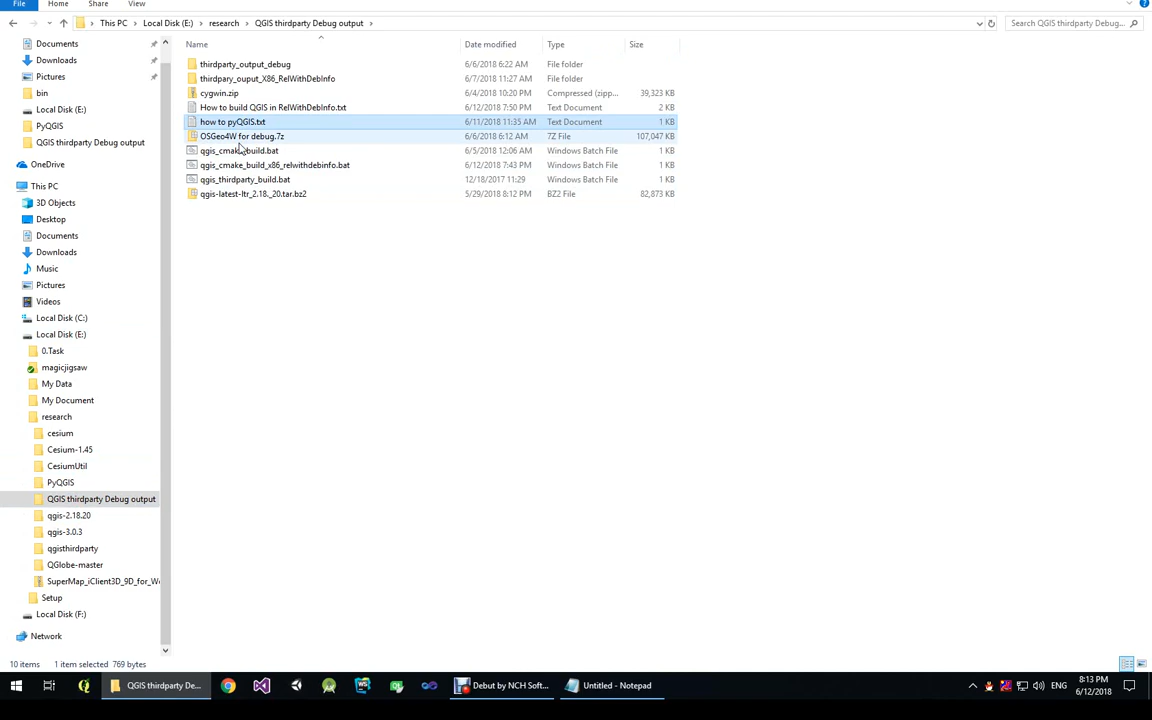 File Home Share View
This PC > Local Disk (E:) > research > QGIS thirdparty Debug output >
Search QGIS thirdparty Debug...
Name Date modified Type Size
Documents
Downloads
Pictures
bin
Local Disk (E:)
PyQGIS
QGIS thirdparty Debug output
OneDrive
This PC
3D Objects
Desktop
Documents
Downloads
Music
Pictures
Videos
Local Disk (C:)
Local Disk (E:)
0.Task
magicjigsaw
My Data
My Document
research
cesium
Cesium-1.45
CesiumUtil
PyQGIS
QGIS thirdparty Debug output
qgis-2.18.20
qgis-3.0.3
qgisthirdparty
QGlobe-master
SuperMap_iClient3D_9D_for_We
Setup
Local Disk (F:)
Network
thirdparty_output_debug 6/6/2018 6:22 AM File folder
thirdpary_ouput_X86_RelWithDebInfo 6/7/2018 11:27 AM File folder
cygwin.zip 6/4/2018 10:20 PM Compressed (zipp... 39,323 KB
How to build QGIS in RelWithDebInfo.txt 6/12/2018 7:50 PM Text Document 2 KB
how to pyQGIS.txt 6/11/2018 11:35 AM Text Document 1 KB
OSGeo4W for debug.7z 6/6/2018 6:12 AM 7Z File 107,047 KB
qgis_cmake_build.bat 6/5/2018 12:06 AM Windows Batch File 1 KB
qgis_cmake_build_x86_relwithdebinfo.bat 6/12/2018 7:43 PM Windows Batch File 1 KB
qgis_thirdparty_build.bat 12/18/2017 11:29 Windows Batch File 1 KB
qgis-latest-ltr_2.18._20.tar.bz2 5/29/2018 8:12 PM BZ2 File 82,873 KB
10 items 1 item selected 769 bytes
QGIS thirdparty De... Debut by NCH Soft... Untitled - Notepad ENG 8:13 PM
6/12/2018